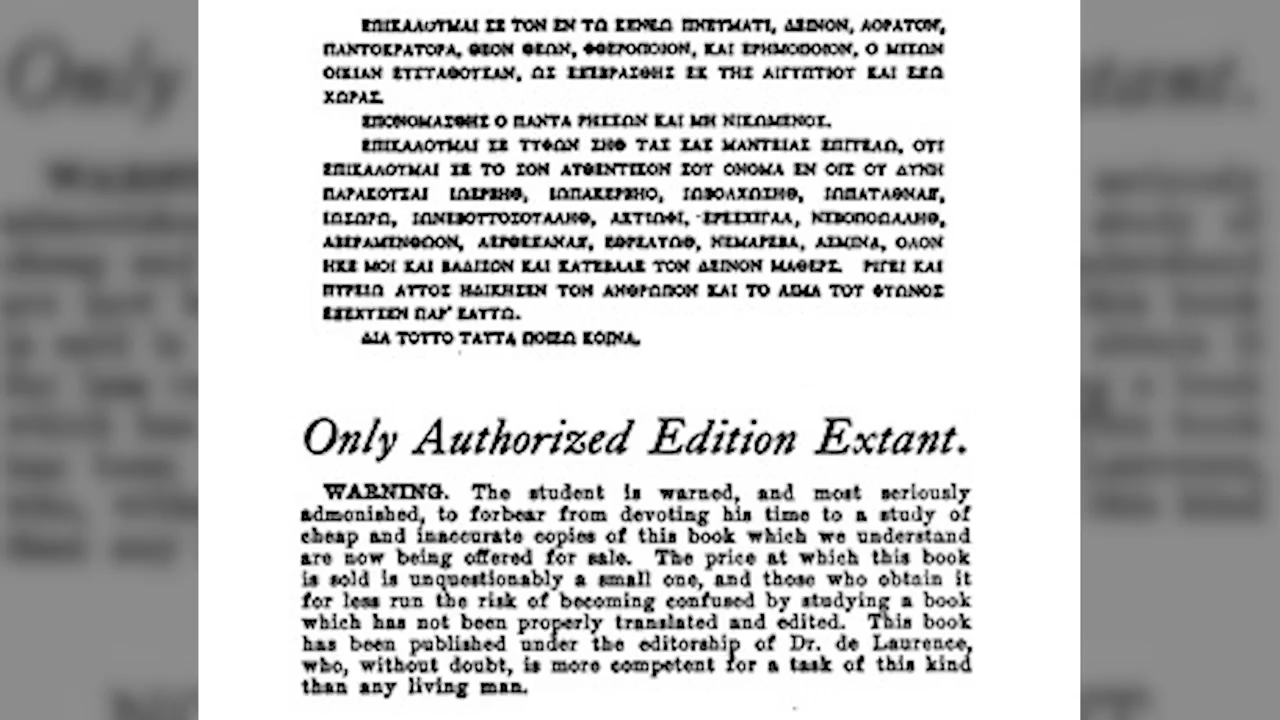 ΕΠΙΚΑΛΟΥΜΑΙ ΣΕ ΤΟΝ ΕΝ ΤΩ ΚΕΝΕΩ ΠΝΕΥΜΑΤΙ, ΔΕΙΝΟΝ, ΑΟΡΑΤΟΝ,
ΠΑΝΤΟΚΡΑΤΟΡΑ, ΘΕΟΝ ΘΕΩΝ, ΦΘΕΡΟΠΟΙΟΝ, ΚΑΙ ΕΡΗΜΟΠΟΙΟΝ, Ο ΜΙΣΩΝ
ΟΙΚΙΑΝ ΕΥΣΤΑΘΟΥΣΑΝ, ΩΣ ΕΞΕΒΡΑΣΘΗΣ ΕΚ ΤΗΣ ΑΙΓΥΠΤΙΟΥ ΚΑΙ ΕΞΩ
ΧΩΡΑΣ.
ΕΠΟΝΟΜΑΣΘΗΣ Ο ΠΑΝΤΑ ΡΗΣΣΩΝ ΚΑΙ ΜΗ ΝΙΚΩΜΕΝΟΣ.
ΕΠΙΚΑΛΟΥΜΑΙ ΣΕ ΤΥΦΩΝ ΣΗΘ ΤΑΣ ΣΑΣ ΜΑΝΤΕΙΑΣ ΕΠΙΤΕΛΩ, ΟΤΙ
ΕΠΙΚΑΛΟΥΜΑΙ ΣΕ ΤΟ ΣΟΝ ΑΥΘΕΝΤΙΚΟΝ ΣΟΥ ΟΝΟΜΑ ΕΝ ΟΙΣ ΟΥ ΔΥΝΗ
ΠΑΡΑΚΟΥΣΑΙ ΙΩΕΡΒΗΘ, ΙΩΠΑΚΕΡΒΗΘ, ΙΩΒΟΛΧΩΣΗΘ, ΙΩΠΑΤΑΘΝΑΞ,
ΙΩΣΩΡΩ, ΙΩΝΕΒΟΥΤΟΣΟΥΑΛΗΘ, ΑΚΤΙΩΦΙ, ΕΡΕΣΧΙΓΑΛ, ΝΕΒΟΠΟΩΑΛΗΘ,
ΑΒΕΡΑΜΕΝΘΩΟΥ, ΛΕΡΘΕΞΑΝΑΞ, ΕΘΡΕΛΥΩΘ, ΝΕΜΑΡΕΒΑ, ΑΕΜΙΝΑ, ΟΛΟΝ
ΗΚΕ ΜΟΙ ΚΑΙ ΒΑΔΙΣΟΝ ΚΑΙ ΚΑΤΕΒΑΛΕ ΤΟΝ ΔΕΙΝΟΝ ΜΑΘΕΡΣ. ΡΙΓΕΙ ΚΑΙ
ΠΥΡΕΙΩ ΑΥΤΟΣ ΗΔΙΚΗΣΕΝ ΤΟΝ ΑΝΘΡΩΠΟΝ ΚΑΙ ΤΟ ΑΙΜΑ ΤΟΥ ΦΥΩΝΟΣ
ΕΞΕΧΥΣΕΝ ΠΑΡ' ΕΑΥΤΩ.
ΔΙΑ ΤΟΥΤΟ ΤΑΥΤΑ ΠΟΙΕΩ ΚΟΙΝΑ.
Only Authorized Edition Extant.
WARNING. The student is warned, and most seriously
admonished, to forbear from devoting his time to a study of
cheap and inaccurate copies of this book which we understand
are now being offered for sale. The price at which this book
is sold is unquestionably a small one, and those who obtain it
for less run the risk of becoming confused by studying a book
which has not been properly translated and edited. This book
has been published under the editorship of Dr. de Laurence,
who, without doubt, is more competent for a task of this kind
than any living man.